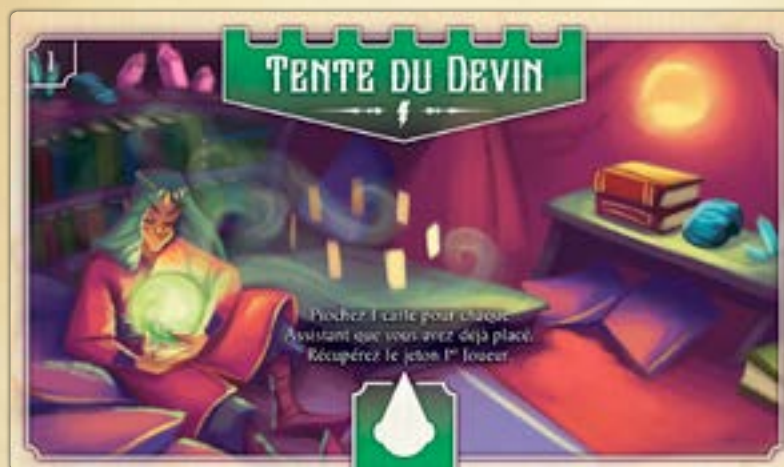 1
TENTE DU DEVIN
Piochez 1 carte pour chaque
Assistant que vous avez déjà placé.
Récupérez le jeton 1er Joueur.